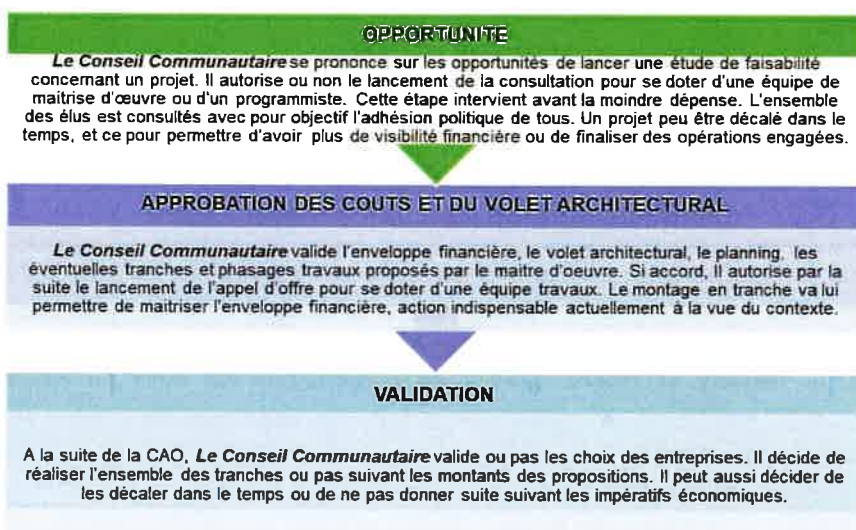 OPPORTUNITE
Le Conseil Communautaire se prononce sur les opportunités de lancer une étude de faisabilité
concernant un projet. Il autorise ou non le lancement de la consultation pour se doter d'une équipe de
maitrise d'œuvre ou d'un programmiste. Cette étape intervient avant la moindre dépense. L'ensemble
des élus est consultés avec pour objectif l'adhésion politique de tous. Un projet peu être décalé dans le
temps, et ce pour permettre d'avoir plus de visibilité financière ou de finaliser des opérations engagées.
APPROBATION DES COUTS ET DU VOLET ARCHITECTURAL
Le Conseil Communautaire valide l'enveloppe financière, le volet architectural, le planning, les
éventuelles tranches et phasages travaux proposés par le maitre d'oeuvre. Si accord, Il autorise par la
suite le lancement de l'appel d'offre pour se doter d'une équipe travaux. Le montage en tranche va lui
permettre de maitriser l'enveloppe financière, action indispensable actuellement à la vue du contexte.
VALIDATION
A la suite de la CAO, Le Conseil Communautaire valide ou pas les choix des entreprises. Il décide de
réaliser l'ensemble des tranches ou pas suivant les montants des propositions. Il peut aussi décider de
les décaler dans le temps ou de ne pas donner suite suivant les impératifs économiques.